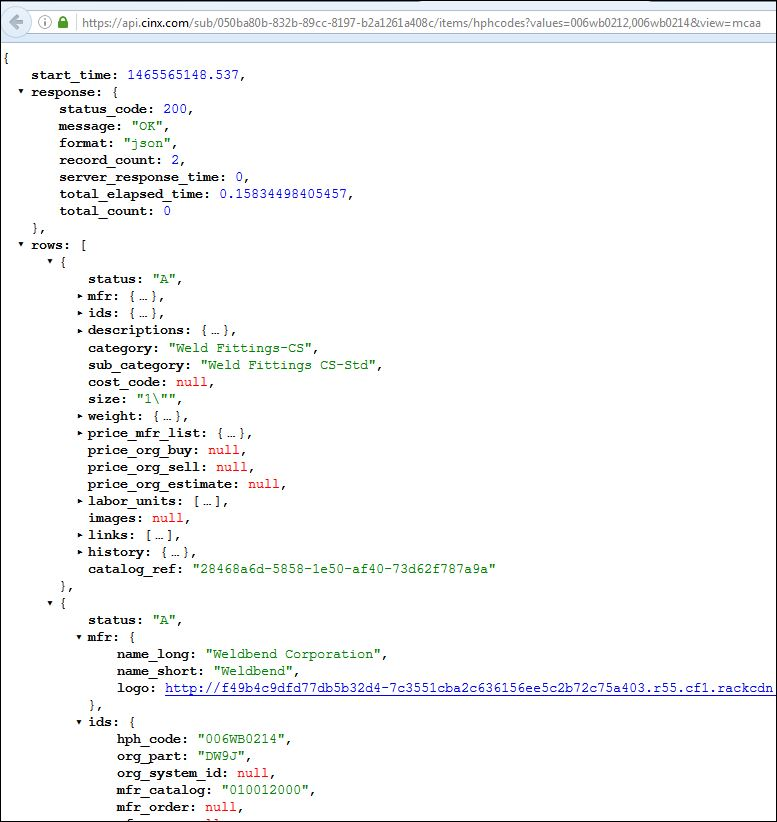 https://api.cinx.com/sub/050ba80b-832b-89cc-8197-b2a1261a408c/items/hphcodes?values=006wb0212,006wb0214&view=mcaa
{
start_time: 1465565148.537,
response: {
status_code: 200,
message: "OK",
format: "json",
record_count: 2,
server_response_time: 0,
total_elapsed_time: 0.15834498405457,
total_count: 0
},
rows: [
{
status: "A",
mfr: {…},
ids: {…},
descriptions: {…},
category: "Weld Fittings-CS",
sub_category: "Weld Fittings CS-Std",
cost_code: null,
size: "1\"",
weight: {…},
price_mfr_list: {…},
price_org_buy: null,
price_org_sell: null,
price_org_estimate: null,
labor_units: […],
images: null,
links: […],
history: {…},
catalog_ref: "28468a6d-5858-1e50-af40-73d62f787a9a"
},
{
status: "A",
mfr: {
name_long: "Weldbend Corporation",
name_short: "Weldbend",
logo: http://f49b4c9dfd77db5b32d4-7c3551cba2c636156ee5c2b72c75a403.r55.cf1.rackcdn
},
ids: {
hph_code: "006WB0214",
org_part: "DW9J",
org_system_id: null,
mfr_catalog: "010012000",
mfr_order: null,